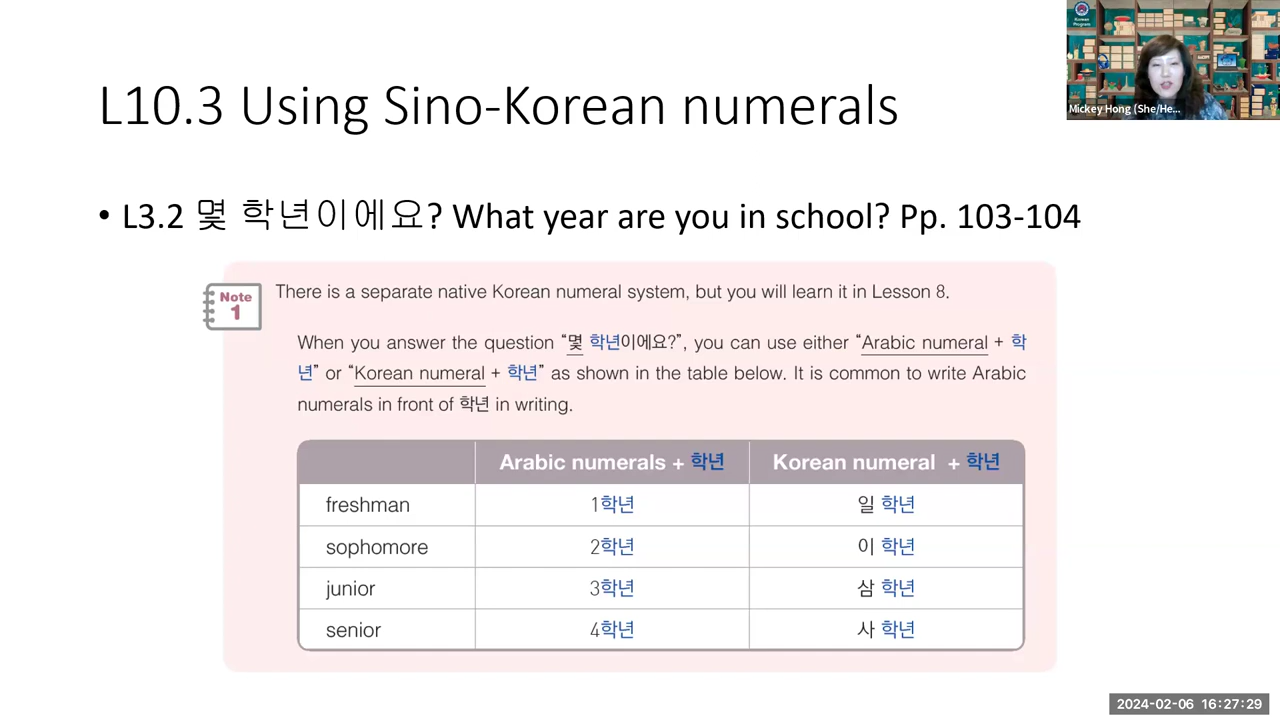 L10.3 Using Sino-Korean numerals
Korean
Program
Mickey Hong (She/He...
• L3.2 몇 학년이에요? What year are you in school? Pp. 103-104
Note
1
There is a separate native Korean numeral system, but you will learn it in Lesson 8.
When you answer the question “몇 학년이에요?”, you can use either “Arabic numeral + 학
년” or “Korean numeral + 학년” as shown in the table below. It is common to write Arabic
numerals in front of 학년 in writing.
Arabic numerals + 학년 Korean numeral + 학년
freshman 1학년 일 학년
sophomore 2학년 이 학년
junior 3학년 삼 학년
senior 4학년 사 학년
2024-02-06 16:27:29